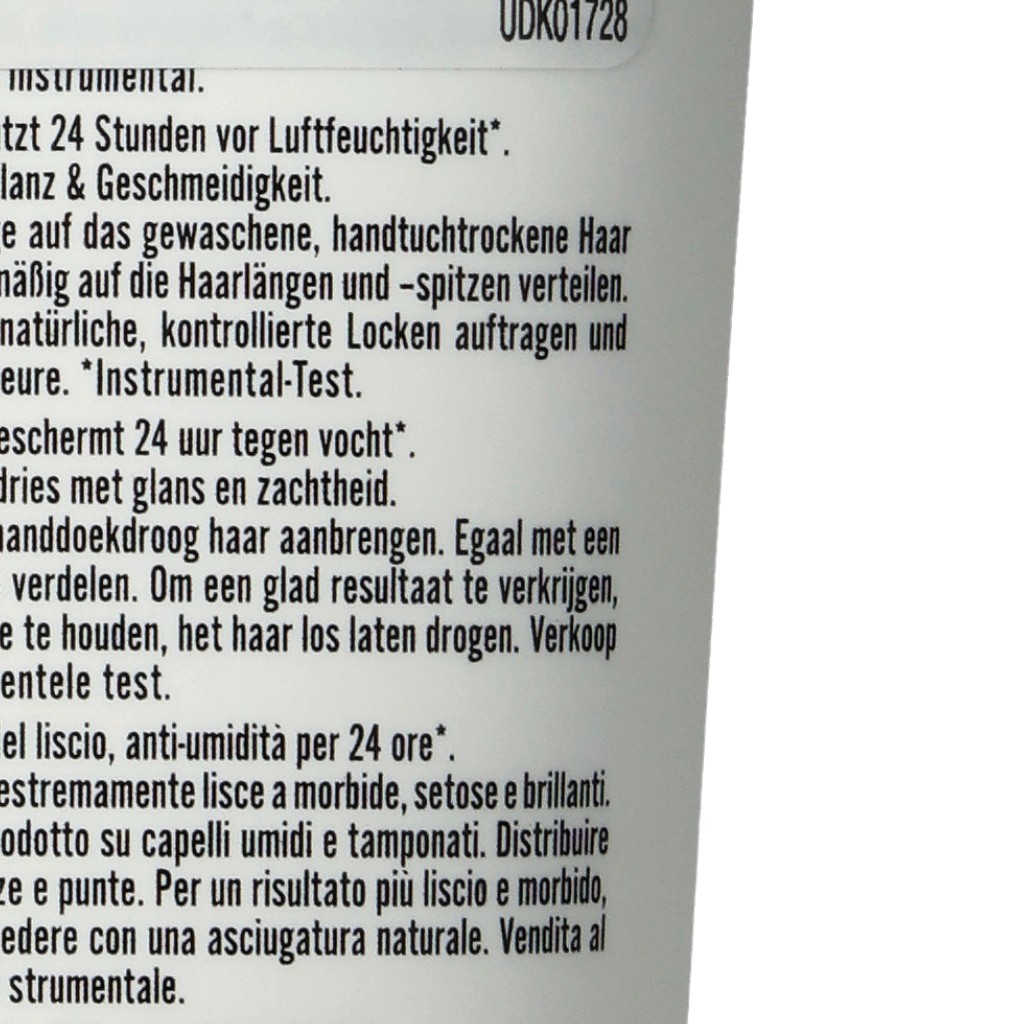 UDK01728
instrumental.
tzt 24 Stunden vor Luftfeuchtigkeit*.
lanz & Geschmeidigkeit.
ge auf das gewaschene, handtuchtrockene Haar
mäßig auf die Haarlängen und –spitzen verteilen.
natürliche, kontrollierte Locken auftragen und
eure. *Instrumental-Test.
eschermt 24 uur tegen vocht*.
dries met glans en zachtheid.
handdoekdroog haar aanbrengen. Egaal met een
verdelen. Om een glad resultaat te verkrijgen,
e te houden, het haar los laten drogen. Verkoop
entele test.
el liscio, anti-umidità per 24 ore*.
estremamente lisce a morbide, setose e brillanti.
odotto su capelli umidi e tamponati. Distribuire
ze e punte. Per un risultato più liscio e morbido,
edere con una asciugatura naturale. Vendita al
strumentale.